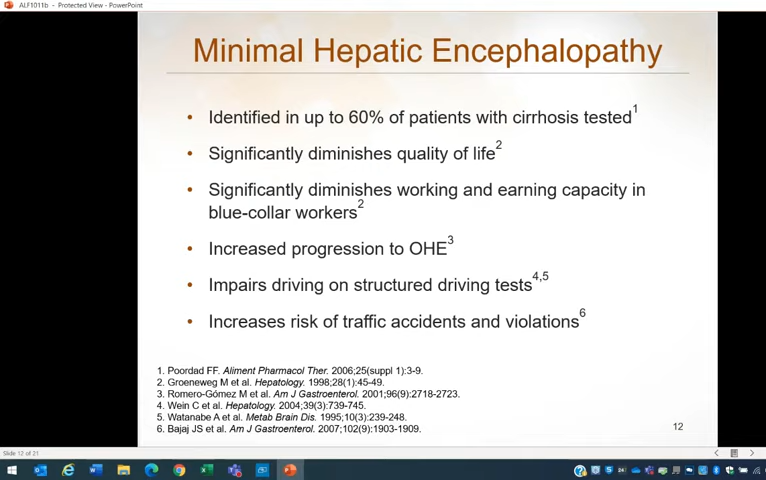 ALF1011b - Protected View - PowerPoint
Minimal Hepatic Encephalopathy
• Identified in up to 60% of patients with cirrhosis tested1
• Significantly diminishes quality of life2
• Significantly diminishes working and earning capacity in
blue-collar workers2
• Increased progression to OHE3
• Impairs driving on structured driving tests4,5
• Increases risk of traffic accidents and violations6
1. Poordad FF. Aliment Pharmacol Ther. 2006;25(suppl 1):3-9.
2. Groeneweg M et al. Hepatology. 1998;28(1):45-49.
3. Romero-Gómez M et al. Am J Gastroenterol. 2001;96(9):2718-2723.
4. Wein C et al. Hepatology. 2004;39(3):739-745.
5. Watanabe A et al. Metab Brain Dis. 1995;10(3):239-248.
6. Bajaj JS et al. Am J Gastroenterol. 2007;102(9):1903-1909.
12
Slide 12 of 21